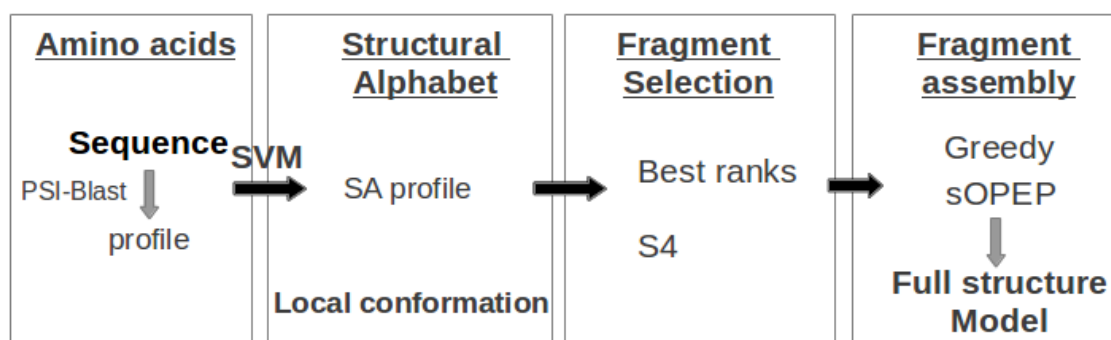 Amino acids
Sequence
PSI-Blast
profile
SVM
Structural
Alphabet
SA profile
Local conformation
Fragment
Selection
Best ranks
S4
Fragment
assembly
Greedy
sOPEP
Full structure
Model